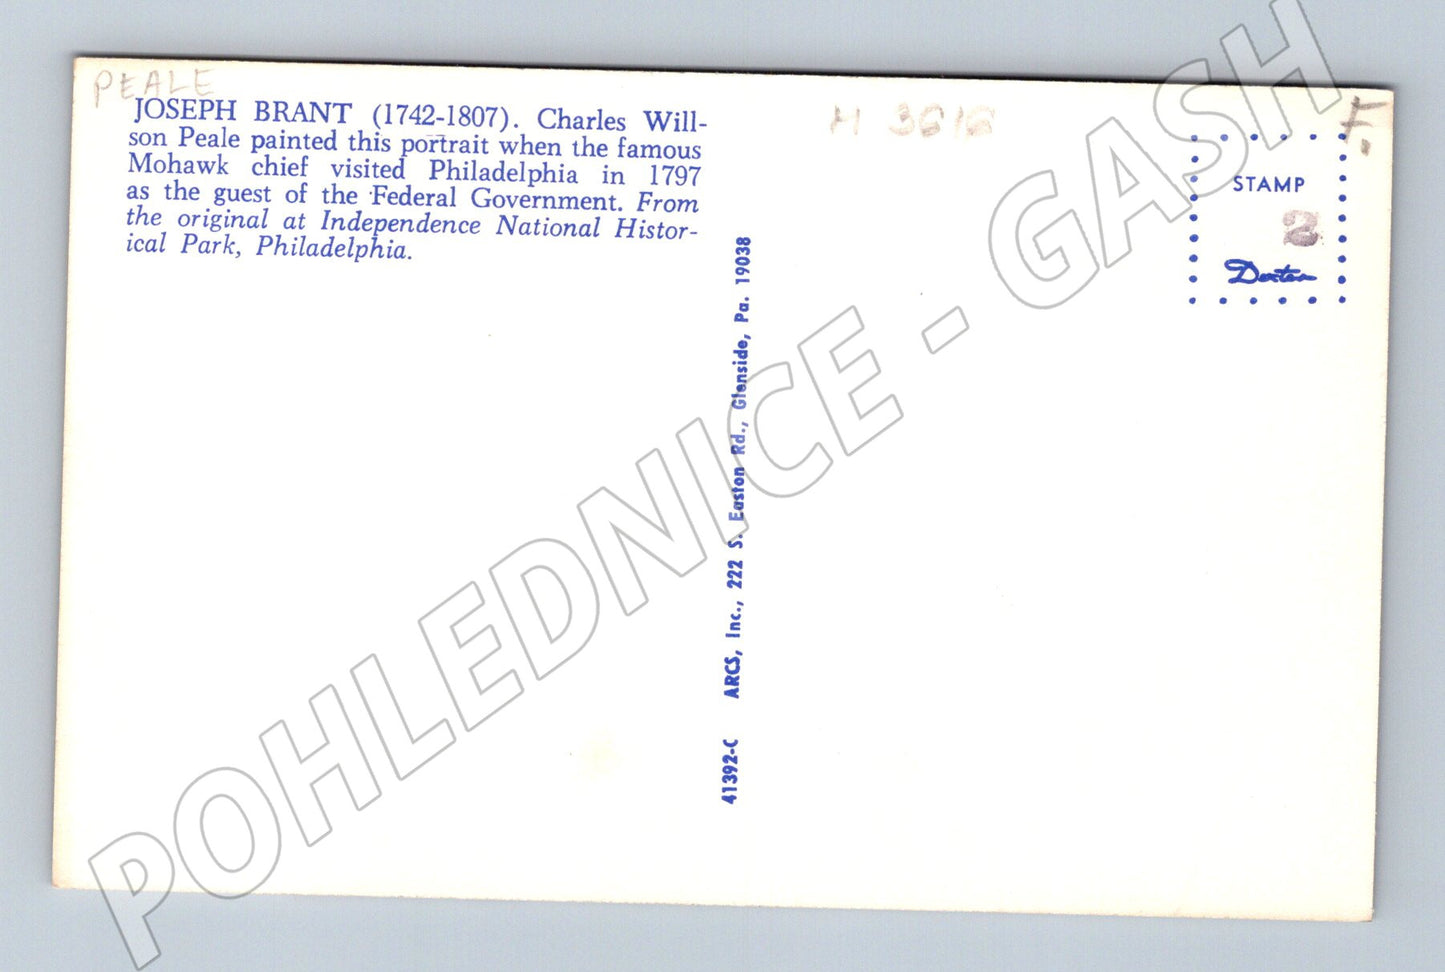 PEALE
JOSEPH BRANT (1742-1807). Charles Will-
son Peale painted this portrait when the famous
Mohawk chief visited Philadelphia in 1797
as the guest of the Federal Government. From
the original at Independence National Histor-
ical Park, Philadelphia.
41392-C ARCS, Inc., 222 S. Easton Rd., Glenside, Pa. 19038
STAMP
2
Dexter
POHLEDNICE - GASH